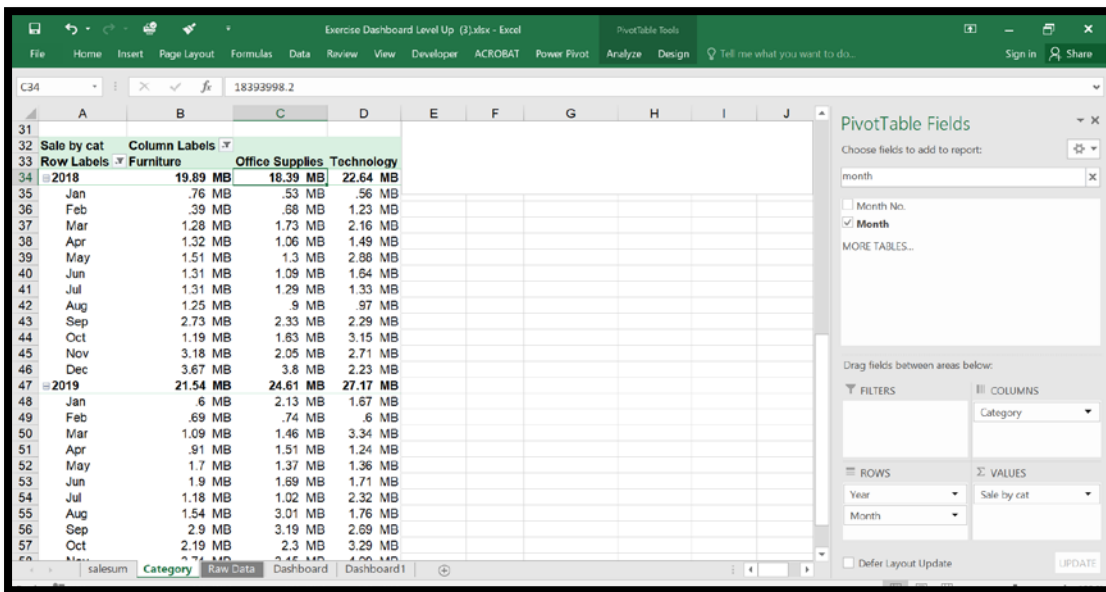 Exercise Dashboard Level Up (3).xlsx - Excel PivotTable Tools
File Home Insert Page Layout Formulas Data Review View Developer ACROBAT Power Pivot Analyze Design Tell me what you want to do... Sign in Share
C34 fx 18393998.2
A B C D E F G H I J
31
32 Sale by cat Column Labels
33 Row Labels Furniture Office Supplies Technology
34 2018 19.89 MB 18.39 MB 22.64 MB
35 Jan .76 MB .53 MB .56 MB
36 Feb .39 MB .68 MB 1.23 MB
37 Mar 1.28 MB 1.73 MB 2.16 MB
38 Apr 1.32 MB 1.06 MB 1.49 MB
39 May 1.51 MB 1.3 MB 2.88 MB
40 Jun 1.31 MB 1.09 MB 1.64 MB
41 Jul 1.31 MB 1.29 MB 1.33 MB
42 Aug 1.25 MB .9 MB .97 MB
43 Sep 2.73 MB 2.33 MB 2.29 MB
44 Oct 1.19 MB 1.63 MB 3.15 MB
45 Nov 3.18 MB 2.05 MB 2.71 MB
46 Dec 3.67 MB 3.8 MB 2.23 MB
47 2019 21.54 MB 24.61 MB 27.17 MB
48 Jan .6 MB 2.13 MB 1.67 MB
49 Feb .69 MB .74 MB .6 MB
50 Mar 1.09 MB 1.46 MB 3.34 MB
51 Apr .91 MB 1.51 MB 1.24 MB
52 May 1.7 MB 1.37 MB 1.36 MB
53 Jun 1.9 MB 1.69 MB 1.71 MB
54 Jul 1.18 MB 1.02 MB 2.32 MB
55 Aug 1.54 MB 3.01 MB 1.76 MB
56 Sep 2.9 MB 3.19 MB 2.69 MB
57 Oct 2.19 MB 2.3 MB 3.29 MB
salesum Category Raw Data Dashboard Dashboard1
PivotTable Fields
Choose fields to add to report:
month
Month No.
Month
MORE TABLES...
Drag fields between areas below:
FILTERS COLUMNS
Category
ROWS Σ VALUES
Year Sale by cat
Month
Defer Layout Update UPDATE